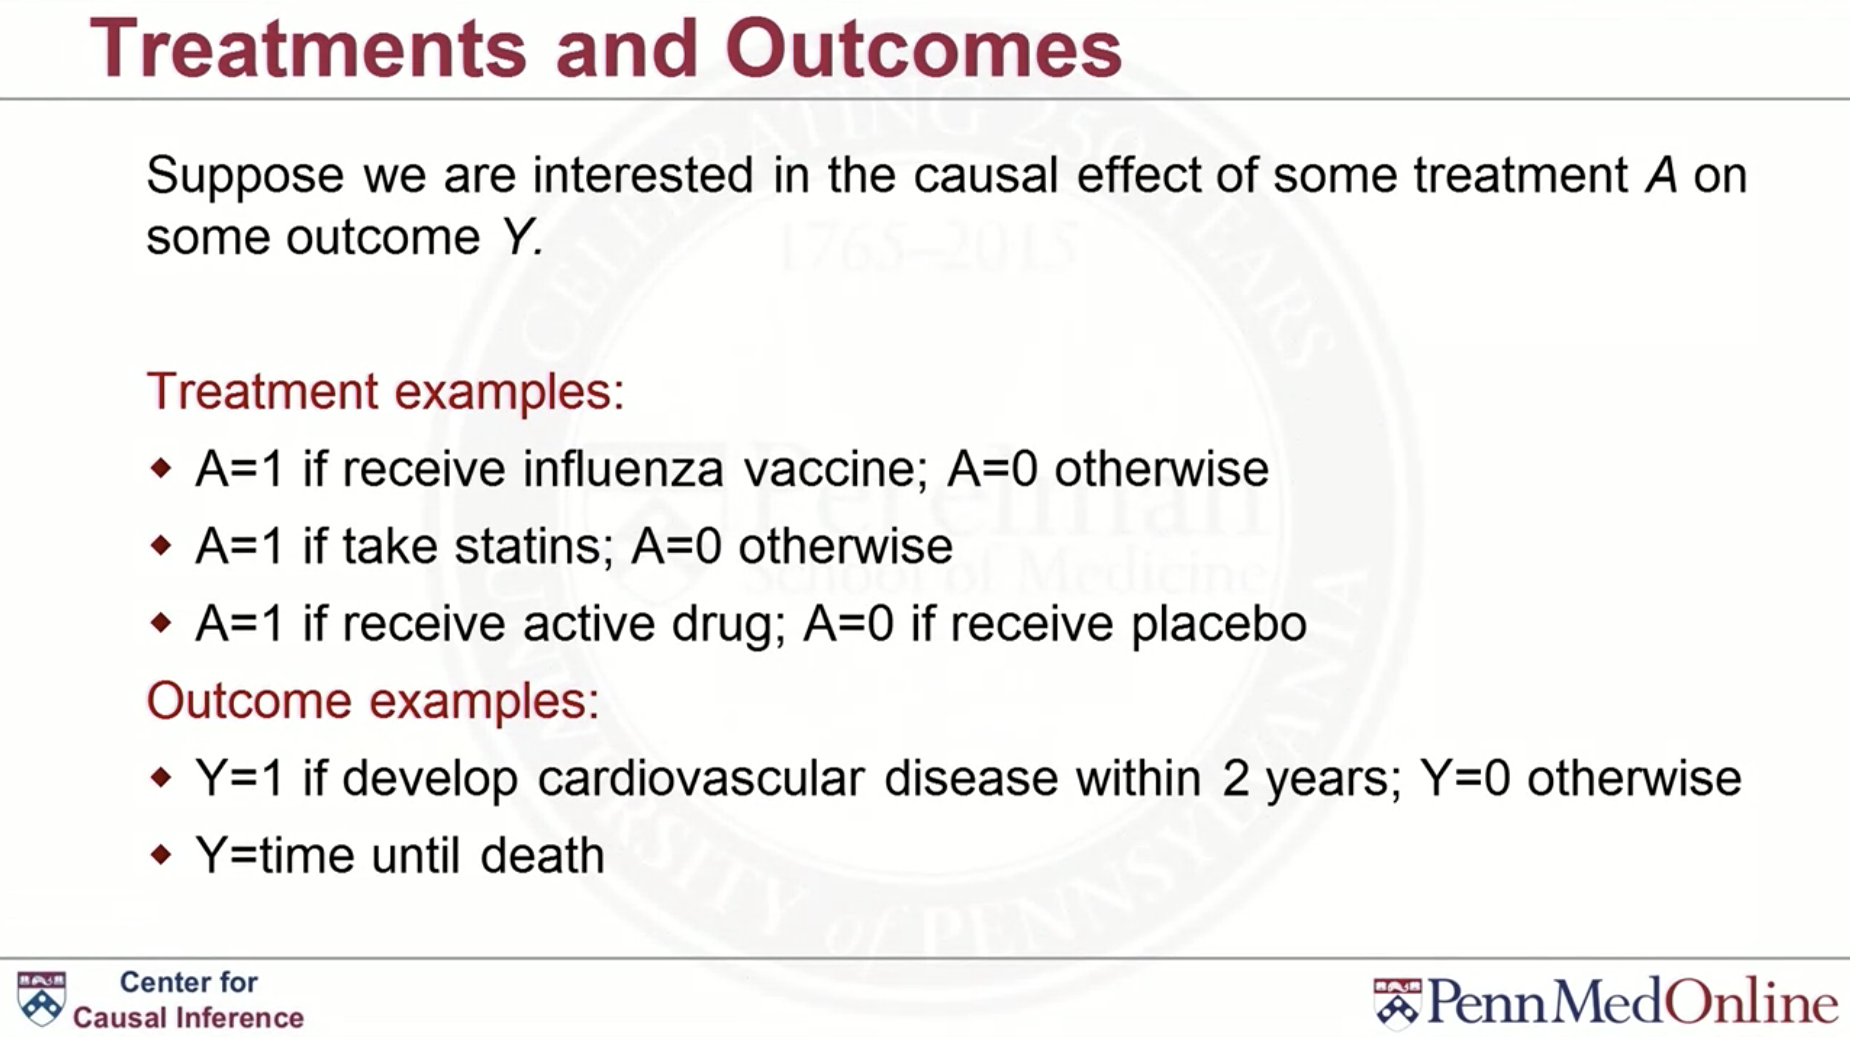 Treatments and Outcomes
Suppose we are interested in the causal effect of some treatment A on
some outcome Y.
Treatment examples:
◆ A=1 if receive influenza vaccine; A=0 otherwise
◆ A=1 if take statins; A=0 otherwise
◆ A=1 if receive active drug; A=0 if receive placebo
Outcome examples:
◆ Y=1 if develop cardiovascular disease within 2 years; Y=0 otherwise
◆ Y=time until death
CELEBRATING 250 YEARS
1765–2015
Perelman
School of Medicine
UNIVERSITY of PENNSYLVANIA
Center for
Causal Inference
PennMedOnline